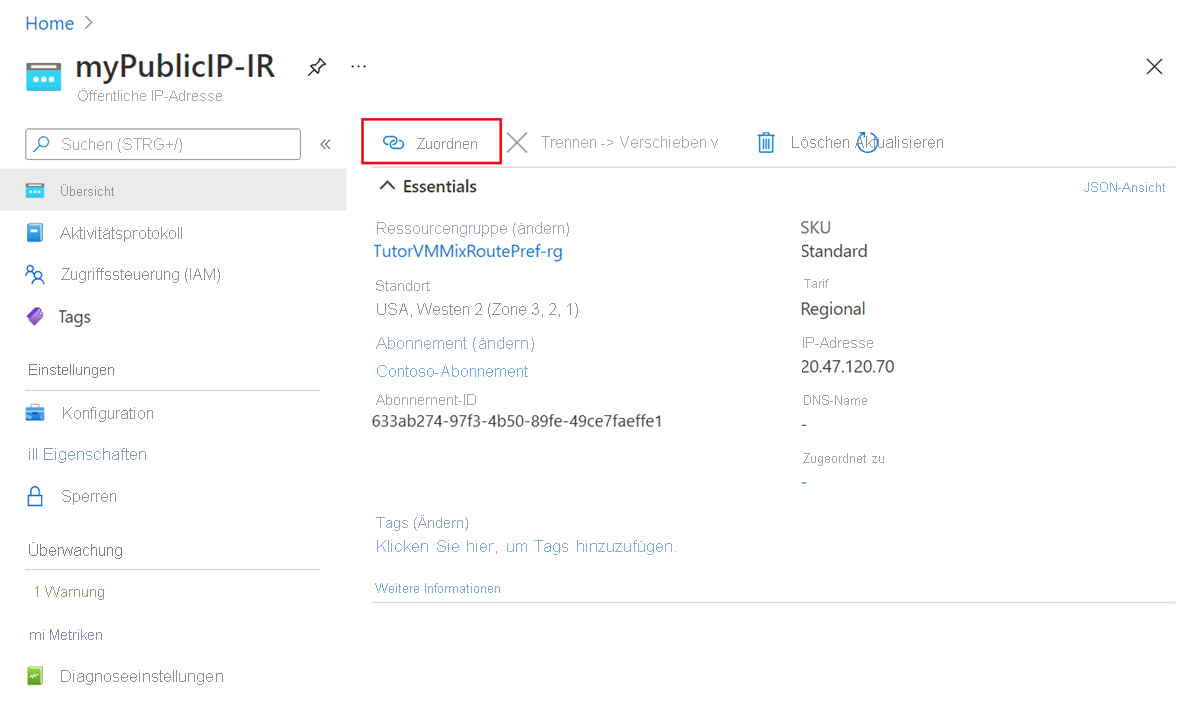 Home
myPublicIP-IR
Öffentliche IP-Adresse
Suchen (STRG+/)
Zuordnen
Trennen -> Verschieben v
Löschen Aktualisieren
Übersicht
Aktivitätsprotokoll
Zugriffssteuerung (IAM)
Tags
Einstellungen
Konfiguration
ill Eigenschaften
Sperren
Überwachung
1 Warnung
mi Metriken
Diagnoseeinstellungen
Essentials
JSON-Ansicht
Ressourcengruppe (ändern)
TutorVMMixRoutePref-rg
Standort
USA, Westen 2 (Zone 3, 2, 1)
Abonnement (ändern)
Contoso-Abonnement
Abonnement-ID
633ab274-97f3-4b50-89fe-49ce7faeffe1
SKU
Standard
Tarif
Regional
IP-Adresse
20.47.120.70
DNS-Name
-
Zugeordnet zu
-
Tags (Ändern)
Klicken Sie hier, um Tags hinzuzufügen.
Weitere Informationen